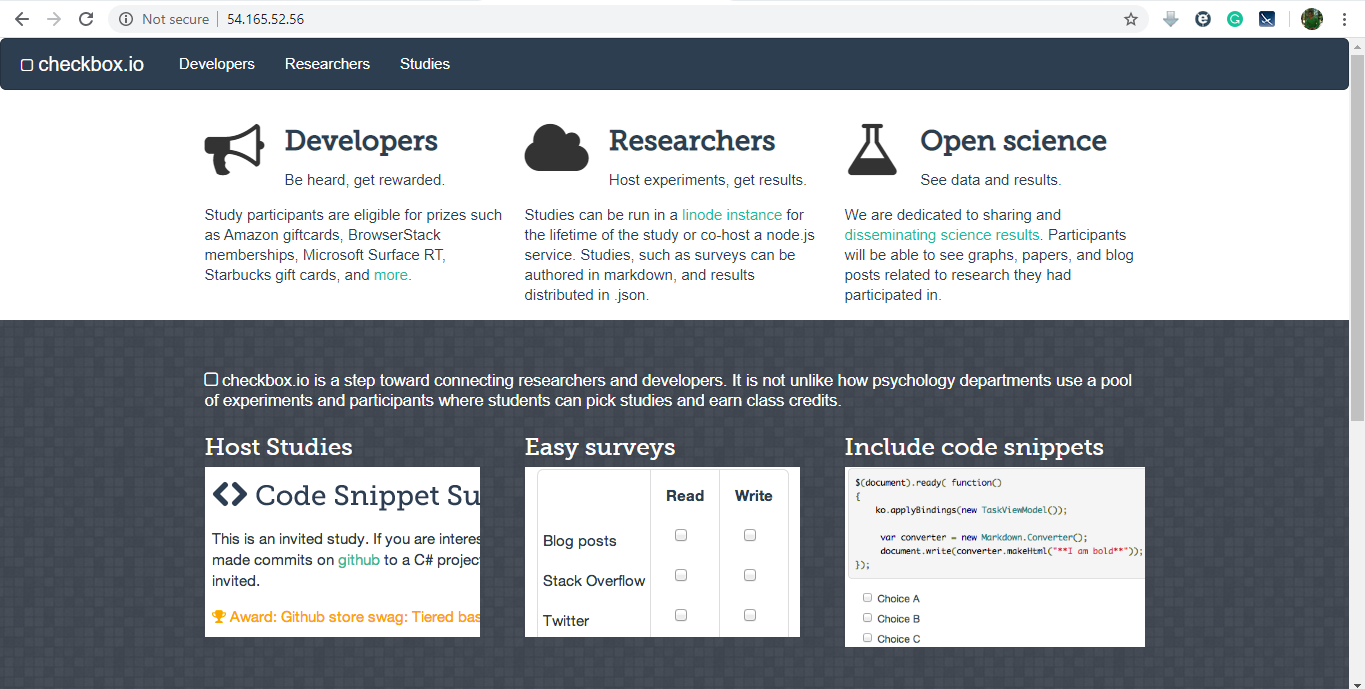 Not secure
54.165.52.56
checkbox.io
Developers
Researchers
Studies
Developers
Be heard, get rewarded.
Study participants are eligible for prizes such
as Amazon giftcards, BrowserStack
memberships, Microsoft Surface RT,
Starbucks gift cards, and more.
Researchers
Host experiments, get results.
Studies can be run in a linode instance for
the lifetime of the study or co-host a node.js
service. Studies, such as surveys can be
authored in markdown, and results
distributed in .json.
Open science
See data and results.
We are dedicated to sharing and
disseminating science results. Participants
will be able to see graphs, papers, and blog
posts related to research they had
participated in.
checkbox.io is a step toward connecting researchers and developers. It is not unlike how psychology departments use a pool
of experiments and participants where students can pick studies and earn class credits.
Host Studies
<> Code Snippet Su
This is an invited study. If you are interes
made commits on github to a C# projec
invited.
Award: Github store swag: Tiered bas
Easy surveys
Read Write
Blog posts
Stack Overflow
Twitter
Include code snippets
$(document).ready( function()
{
ko.applyBindings(new TaskViewModel());
var converter = new Markdown.Converter();
document.write(converter.makeHtml("**I am bold**"));
});
Choice A
Choice B
Choice C